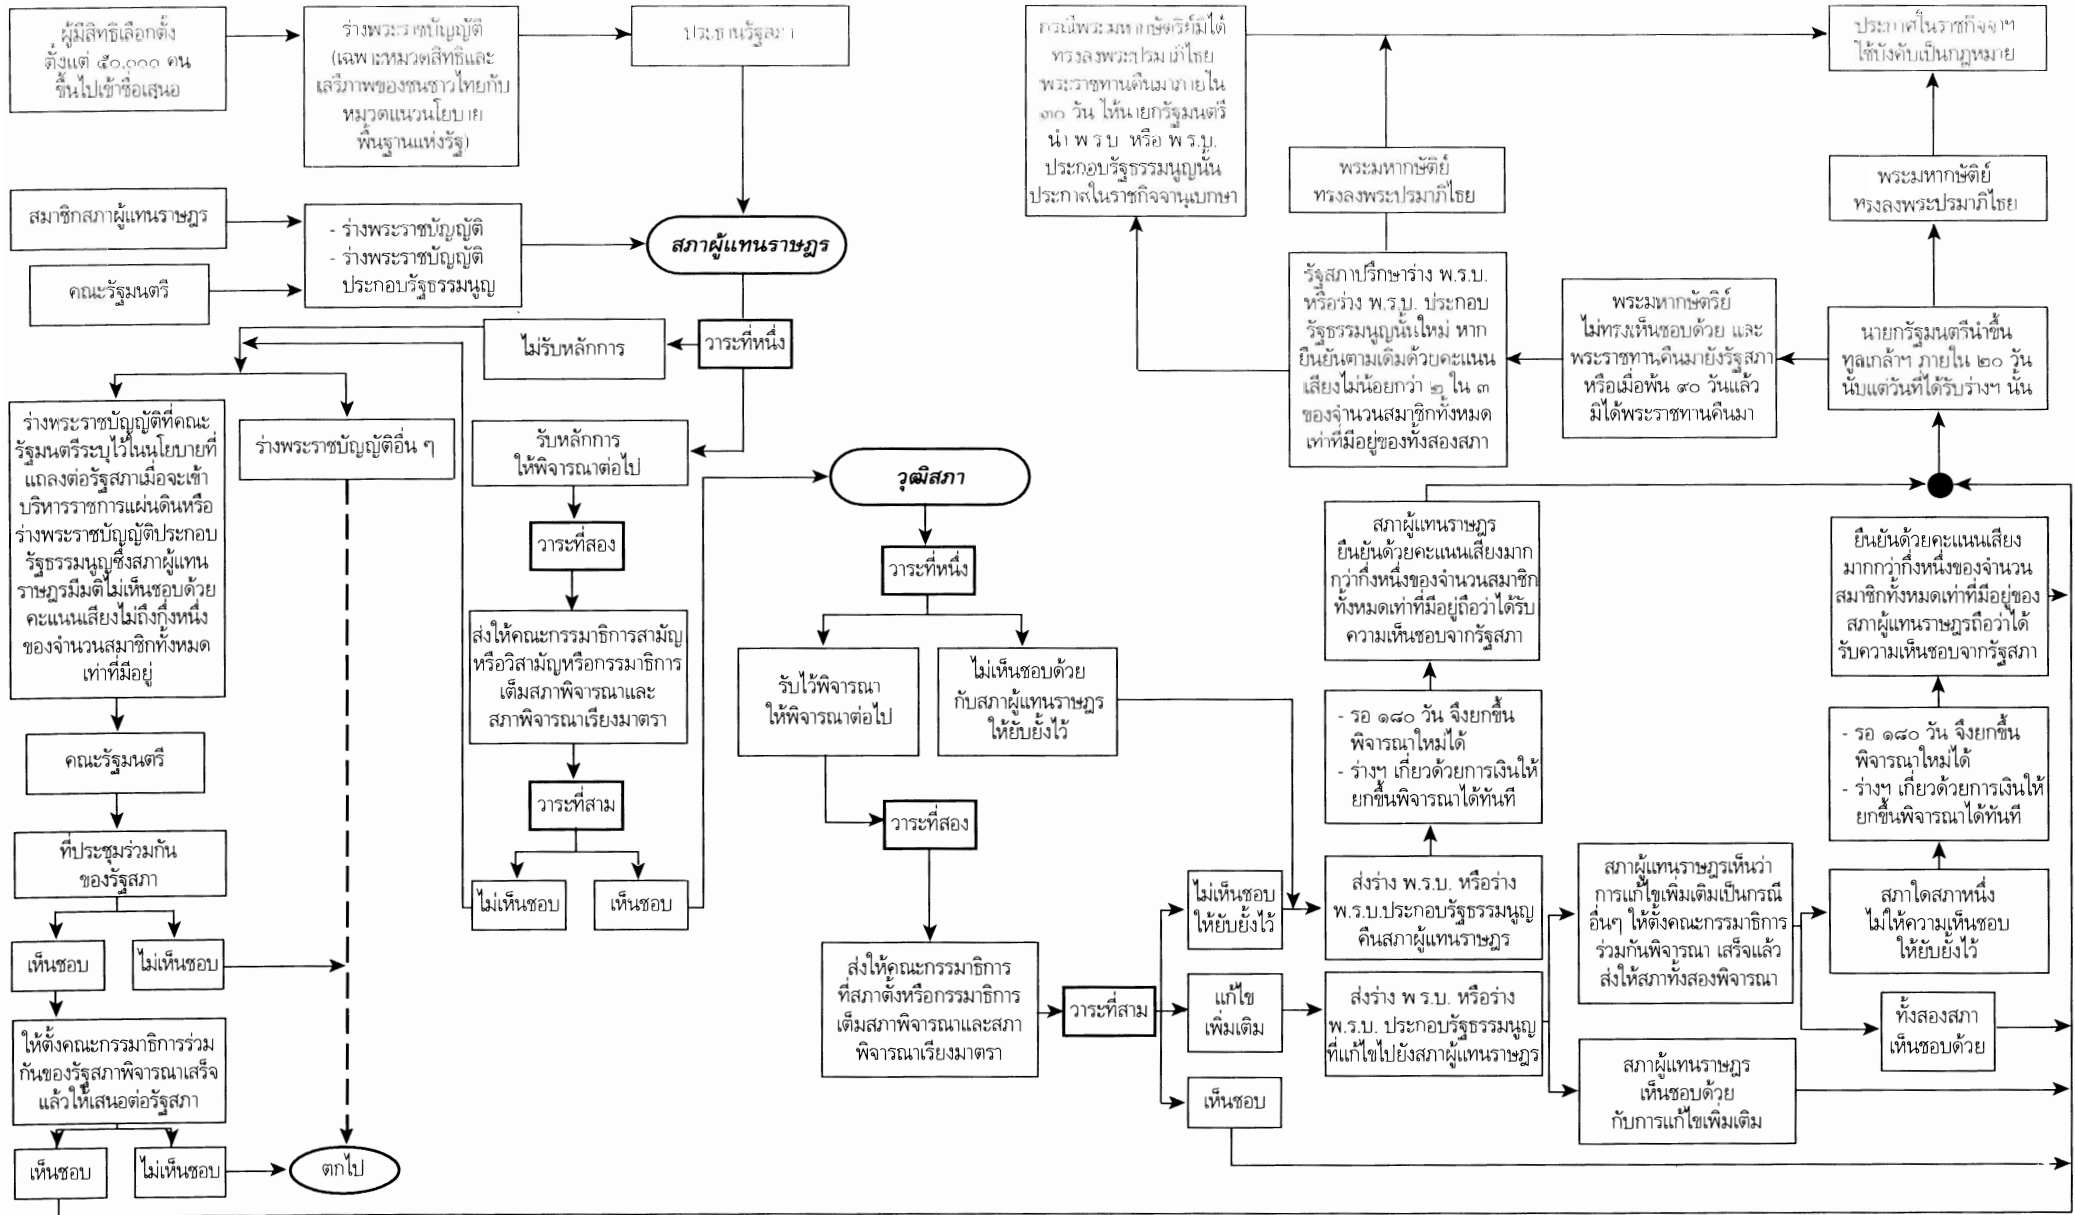 ผู้มีสิทธิเลือกตั้ง
ตั้งแต่ ๕๐,๐๐๐ คน
ขึ้นไปเข้าชื่อเสนอ
ร่างพระราชบัญญัติ
(เฉพาะหมวดสิทธิและ
เสรีภาพของชนชาวไทยกับ
หมวดแนวนโยบาย
พื้นฐานแห่งรัฐ)
ประธานรัฐสภา
สมาชิกสภาผู้แทนราษฎร
คณะรัฐมนตรี
- ร่างพระราชบัญญัติ
- ร่างพระราชบัญญัติ
ประกอบรัฐธรรมนูญ
สภาผู้แทนราษฎร
วาระที่หนึ่ง
ไม่รับหลักการ
ร่างพระราชบัญญัติที่คณะ
รัฐมนตรีระบุไว้ในนโยบายที่
แถลงต่อรัฐสภาเมื่อจะเข้า
บริหารราชการแผ่นดินหรือ
ร่างพระราชบัญญัติประกอบ
รัฐธรรมนูญซึ่งสภาผู้แทน
ราษฎรมีมติไม่เห็นชอบด้วย
คะแนนเสียงไม่ถึงกึ่งหนึ่ง
ของจำนวนสมาชิกทั้งหมด
เท่าที่มีอยู่
ร่างพระราชบัญญัติอื่น ๆ
คณะรัฐมนตรี
ที่ประชุมร่วมกัน
ของรัฐสภา
เห็นชอบ
ไม่เห็นชอบ
ให้ตั้งคณะกรรมาธิการร่วม
กันของรัฐสภาพิจารณาเสร็จ
แล้วให้เสนอต่อรัฐสภา
เห็นชอบ
ไม่เห็นชอบ
ตกไป
รับหลักการ
ให้พิจารณาต่อไป
วาระที่สอง
ส่งให้คณะกรรมาธิการสามัญ
หรือวิสามัญหรือกรรมาธิการ
เต็มสภาพิจารณาและ
สภาพิจารณาเรียงมาตรา
วาระที่สาม
ไม่เห็นชอบ
เห็นชอบ
วุฒิสภา
วาระที่หนึ่ง
รับไว้พิจารณา
ให้พิจารณาต่อไป
ไม่เห็นชอบด้วย
กับสภาผู้แทนราษฎร
ให้ยับยั้งไว้
วาระที่สอง
ส่งให้คณะกรรมาธิการ
ที่สภาตั้งหรือกรรมาธิการ
เต็มสภาพิจารณาและสภา
พิจารณาเรียงมาตรา
วาระที่สาม
ไม่เห็นชอบ
ให้ยับยั้งไว้
แก้ไข
เพิ่มเติม
เห็นชอบ
ส่งร่าง พ.ร.บ. หรือร่าง
พ.ร.บ.ประกอบรัฐธรรมนูญ
คืนสภาผู้แทนราษฎร
ส่งร่าง พ ร.บ. หรือร่าง
พ.ร.บ. ประกอบรัฐธรรมนูญ
ที่แก้ไขไปยังสภาผู้แทนราษฎร
- รอ ๑๘๐ วัน จึงยกขึ้น
พิจารณาใหม่ได้
- ร่างฯ เกี่ยวด้วยการเงินให้
ยกขึ้นพิจารณาได้ทันที
สภาผู้แทนราษฎร
ยืนยันด้วยคะแนนเสียงมาก
กว่ากึ่งหนึ่งของจำนวนสมาชิก
ทั้งหมดเท่าที่มีอยู่ถือว่าได้รับ
ความเห็นชอบจากรัฐสภา
สภาผู้แทนราษฎรเห็นว่า
การแก้ไขเพิ่มเติมเป็นกรณี
อื่นๆ ให้ตั้งคณะกรรมาธิการ
ร่วมกันพิจารณา เสร็จแล้ว
ส่งให้สภาทั้งสองพิจารณา
สภาผู้แทนราษฎร
เห็นชอบด้วย
กับการแก้ไขเพิ่มเติม
สภาใดสภาหนึ่ง
ไม่ให้ความเห็นชอบ
ให้ยับยั้งไว้
ทั้งสองสภา
เห็นชอบด้วย
- รอ ๑๘๐ วัน จึงยกขึ้น
พิจารณาใหม่ได้
- ร่างฯ เกี่ยวด้วยการเงินให้
ยกขึ้นพิจารณาได้ทันที
ยืนยันด้วยคะแนนเสียง
มากกว่ากึ่งหนึ่งของจำนวน
สมาชิกทั้งหมดเท่าที่มีอยู่ของ
สภาผู้แทนราษฎรถือว่าได้
รับความเห็นชอบจากรัฐสภา
นายกรัฐมนตรีนำขึ้น
ทูลเกล้าฯ ภายใน ๒๐ วัน
นับแต่วันที่ได้รับร่างฯ นั้น
พระมหากษัตริย์
ไม่ทรงเห็นชอบด้วย และ
พระราชทานคืนมายังรัฐสภา
หรือเมื่อพ้น ๙๐ วันแล้ว
มิได้พระราชทานคืนมา
รัฐสภาปรึกษาร่าง พ.ร.บ.
หรือร่าง พ.ร.บ. ประกอบ
รัฐธรรมนูญนั้นใหม่ หาก
ยืนยันตามเดิมด้วยคะแนน
เสียงไม่น้อยกว่า ๒ ใน ๓
ของจำนวนสมาชิกทั้งหมด
เท่าที่มีอยู่ของทั้งสองสภา
พระมหากษัติย์
ทรงลงพระปรมาภิไธย
กรณีพระมหากษัตริย์มิได้
ทรงลงพระปรมาภิไธย
พระราชทานคืนมาภายใน
๓๐ วัน ให้นายกรัฐมนตรี
นำ พ ร บ หรือ พ ร.บ.
ประกอบรัฐธรรมนูญนั้น
ประกาศในราชกิจจานุเบกษา
พระมหากษัติย์
ทรงลงพระปรมาภิไธย
ประกาศในราชกิจจาฯ
ใช้บังคับเป็นกฎหมาย